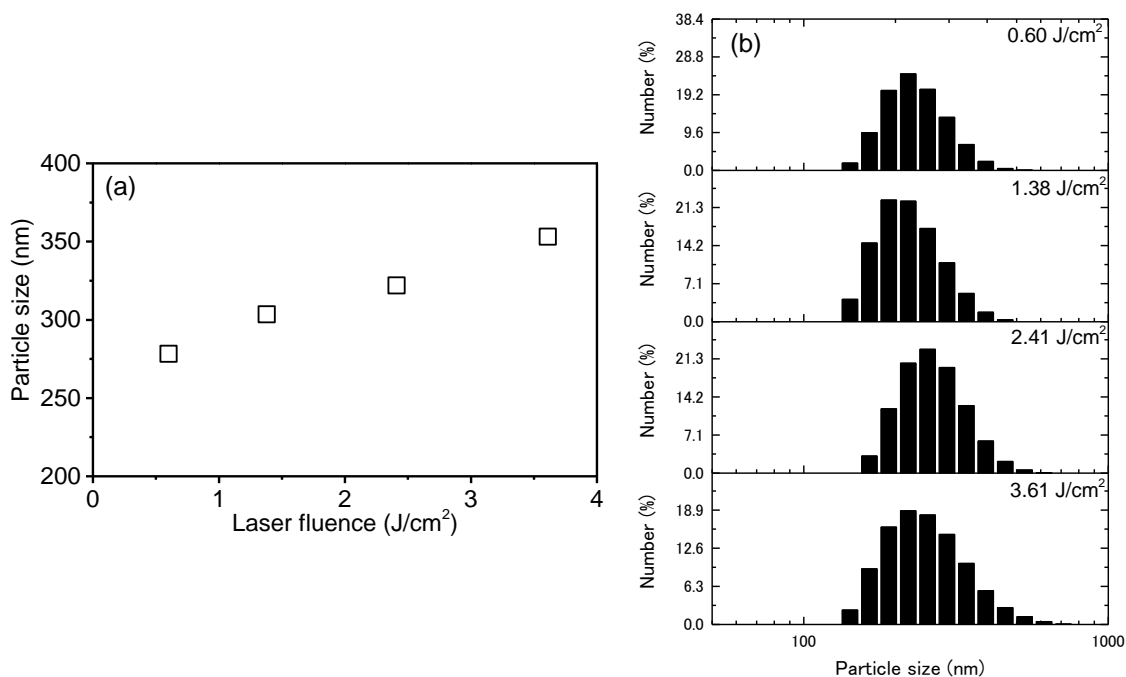 (a)
400
350
300
250
200
Particle size (nm)
0 1 2 3 4
Laser fluence (J/cm²)
(b)
0.60 J/cm²
38.4
28.8
19.2
9.6
0.0
Number (%)
1.38 J/cm²
21.3
14.2
7.1
0.0
Number (%)
2.41 J/cm²
21.3
14.2
7.1
0.0
Number (%)
3.61 J/cm²
18.9
12.6
6.3
0.0
Number (%)
100 1000
Particle size (nm)